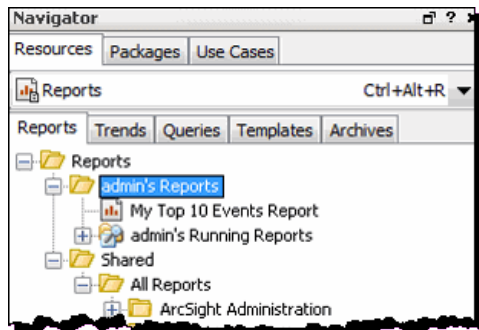 Navigator ?
Resources Packages Use Cases
Reports Ctrl+Alt+R
Reports Trends Queries Templates Archives
Reports
admin's Reports
My Top 10 Events Report
admin's Running Reports
Shared
All Reports
ArcSight Administration